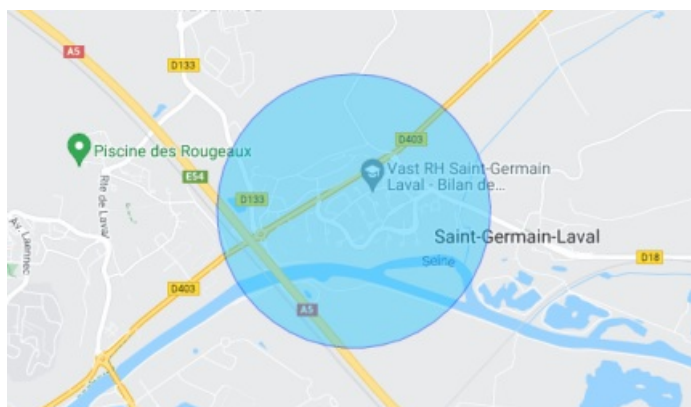 A5
D133
D403
Piscine des Rougeaux
Vast RH Saint-Germain
Laval - Bilan de...
E54
Rte de Laval
D133
Av. Laennec
Saint-Germain-Laval
Seine
D18
D403
A5